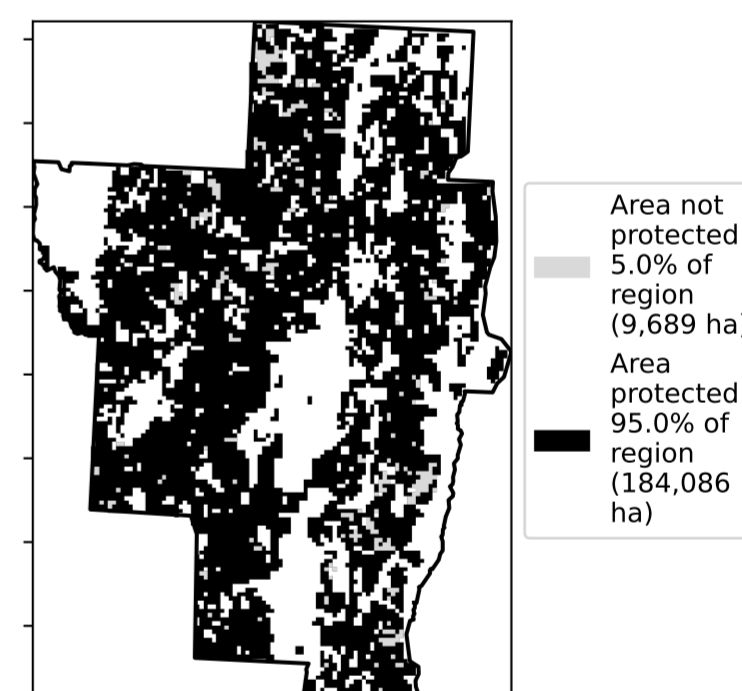 Area not
protected
5.0% of
region
(9,689 ha)
Area
protected
95.0% of
region
(184,086
ha)